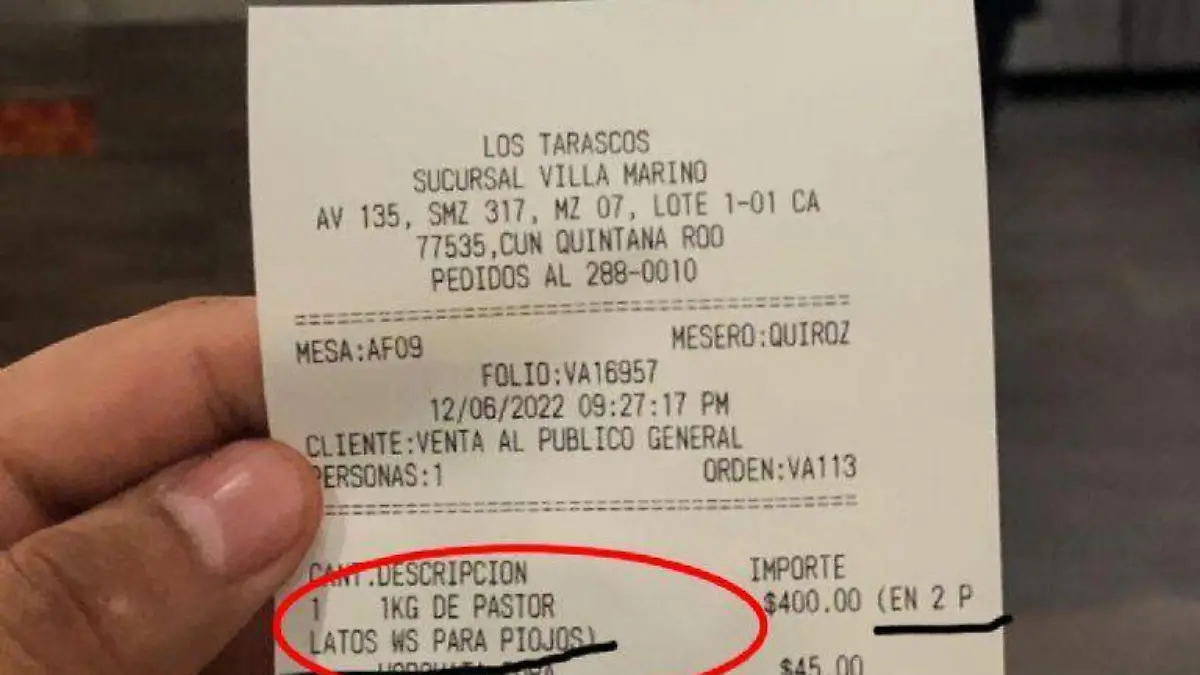 LOS TARASCOS
SUCURSAL VILLA MARINO
AV 135, SMZ 317, MZ 07, LOTE 1-01 CA
77535,CUN QUINTANA ROO
PEDIDOS AL 288-0010
MESA:AF09 MESERO:QUIROZ
FOLIO:VA16957
12/06/2022 09:27:17 PM
CLIENTE:VENTA AL PUBLICO GENERAL
PERSONAS:1 ORDEN:VA113
CANT.DESCRIPCION IMPORTE
1 1KG DE PASTOR $400.00 (EN 2 P
LATOS WS PARA PIOJOS)
$45.00